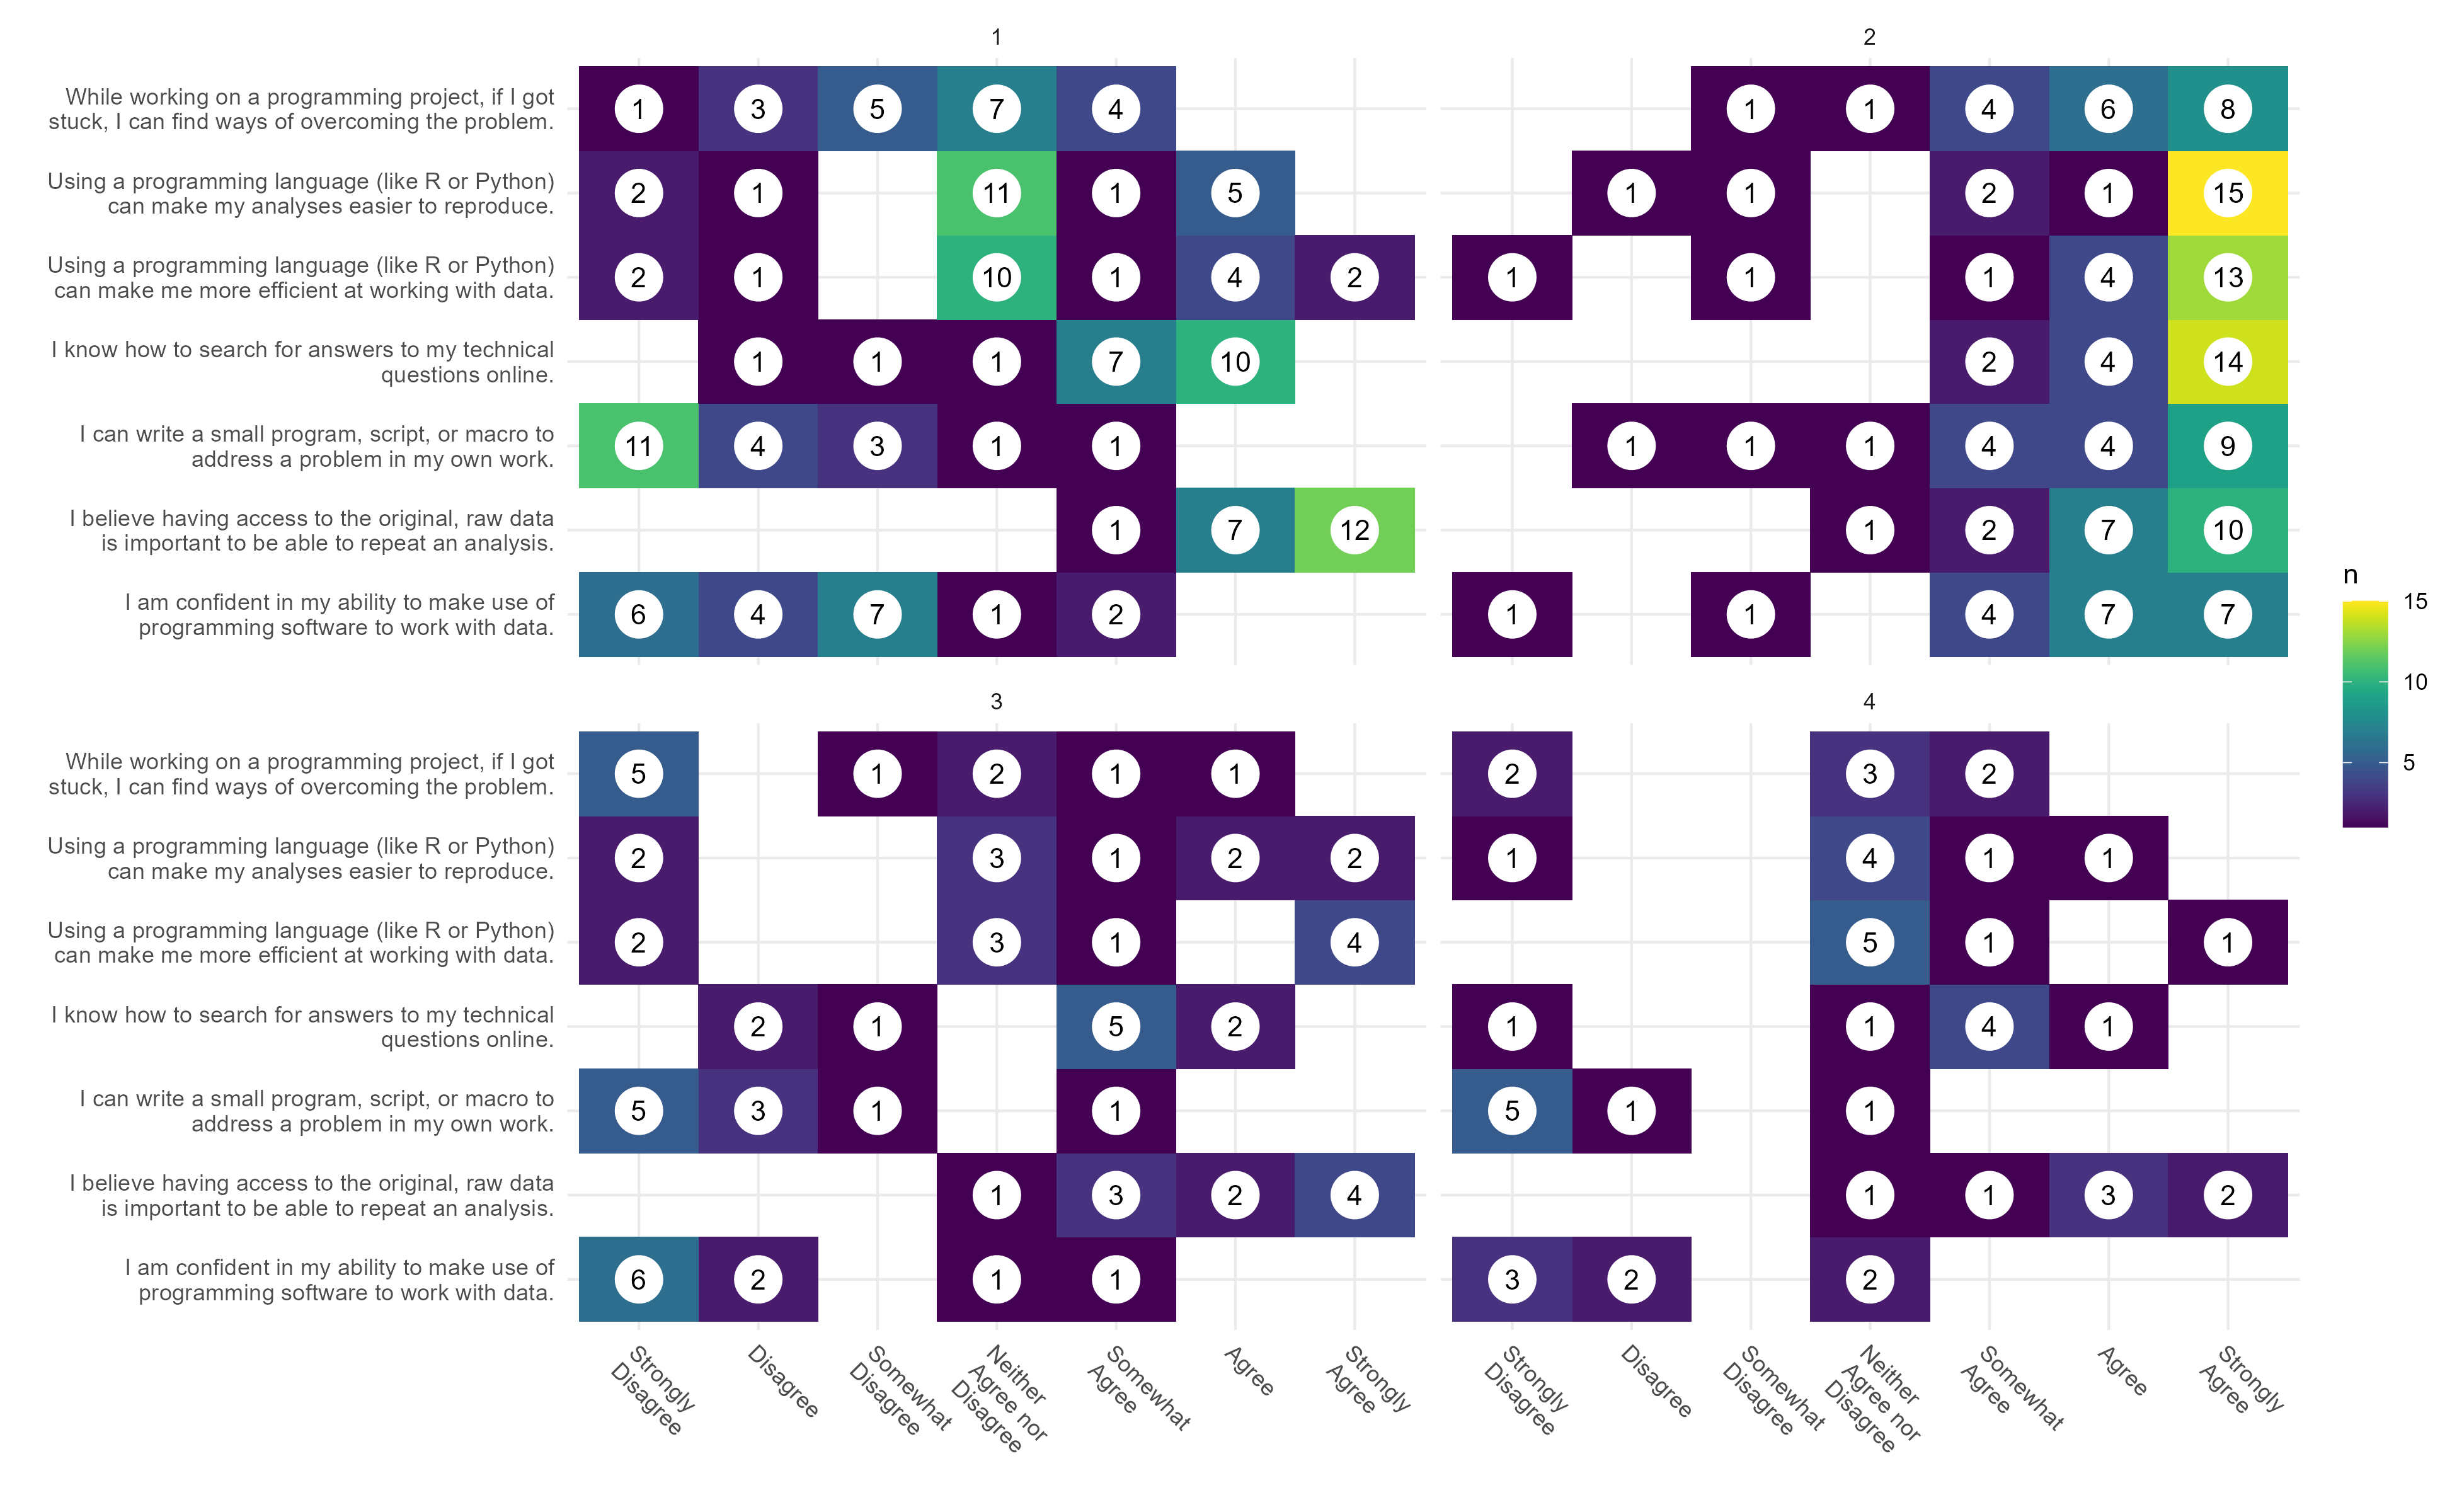 1
2
While working on a programming project, if I got
stuck, I can find ways of overcoming the problem.
1 3 5 7 4
1 1 4 6 8
Using a programming language (like R or Python)
can make my analyses easier to reproduce.
2 1 11 1 5
1 1 2 1 15
Using a programming language (like R or Python)
can make me more efficient at working with data.
2 1 10 1 4 2
1 1 1 4 13
I know how to search for answers to my technical
questions online.
1 1 1 7 10
2 4 14
I can write a small program, script, or macro to
address a problem in my own work.
11 4 3 1 1
1 1 1 4 4 9
I believe having access to the original, raw data
is important to be able to repeat an analysis.
1 7 12
1 2 7 10
I am confident in my ability to make use of
programming software to work with data.
6 4 7 1 2
1 1 4 7 7
n
15
10
5
3
4
While working on a programming project, if I got
stuck, I can find ways of overcoming the problem.
5 1 2 1 1
2 3 2
Using a programming language (like R or Python)
can make my analyses easier to reproduce.
2 3 1 2 2
1 4 1 1
Using a programming language (like R or Python)
can make me more efficient at working with data.
2 3 1 4
5 1 1
I know how to search for answers to my technical
questions online.
2 1 5 2
1 1 4 1
I can write a small program, script, or macro to
address a problem in my own work.
5 3 1 1
5 1 1
I believe having access to the original, raw data
is important to be able to repeat an analysis.
1 3 2 4
1 1 3 2
I am confident in my ability to make use of
programming software to work with data.
6 2 1 1
3 2 2
Strongly
Disagree
Disagree
Somewhat
Disagree
Neither
Agree nor
Disagree
Somewhat
Agree
Agree
Strongly
Agree
Strongly
Disagree
Disagree
Somewhat
Disagree
Neither
Agree nor
Disagree
Somewhat
Agree
Agree
Strongly
Agree